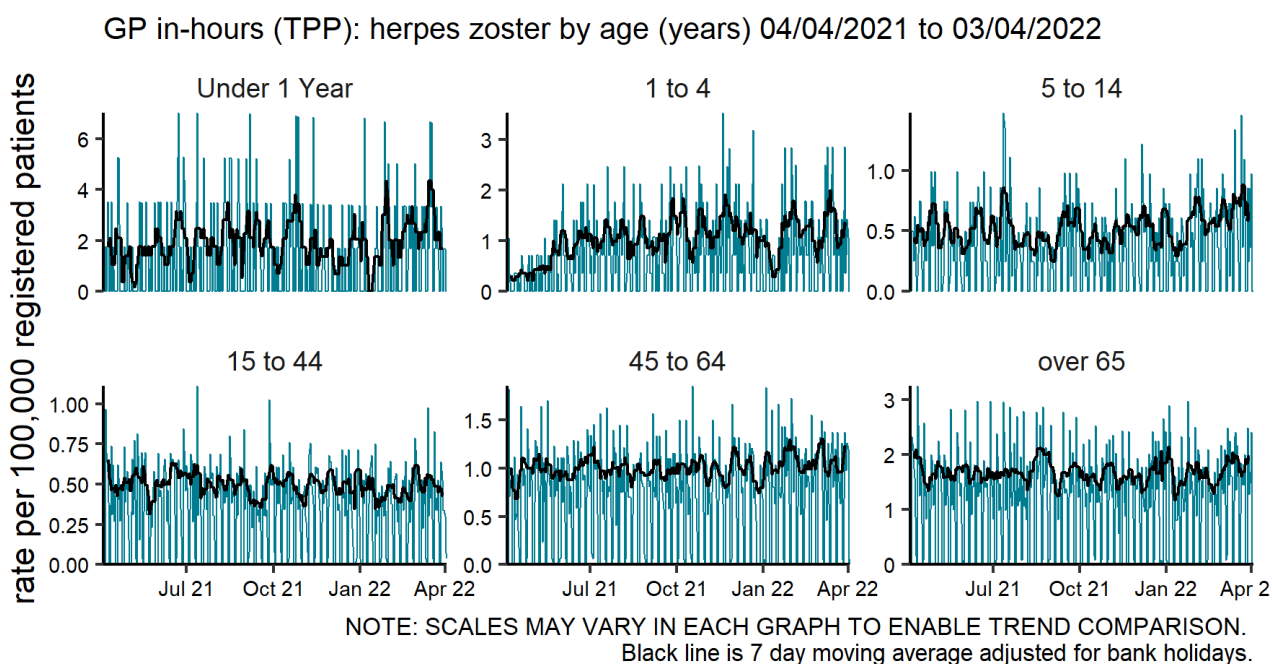 GP in-hours (TPP): herpes zoster by age (years) 04/04/2021 to 03/04/2022
rate per 100,000 registered patients
Under 1 Year
1 to 4
5 to 14
6
4
2
0
3
2
1
0
1.0
0.5
0.0
15 to 44
45 to 64
over 65
1.00
0.75
0.50
0.25
0.00
1.5
1.0
0.5
0.0
3
2
1
0
Jul 21 Oct 21 Jan 22 Apr 22
Jul 21 Oct 21 Jan 22 Apr 22
Jul 21 Oct 21 Jan 22 Apr 2
NOTE: SCALES MAY VARY IN EACH GRAPH TO ENABLE TREND COMPARISON.
Black line is 7 day moving average adjusted for bank holidays.